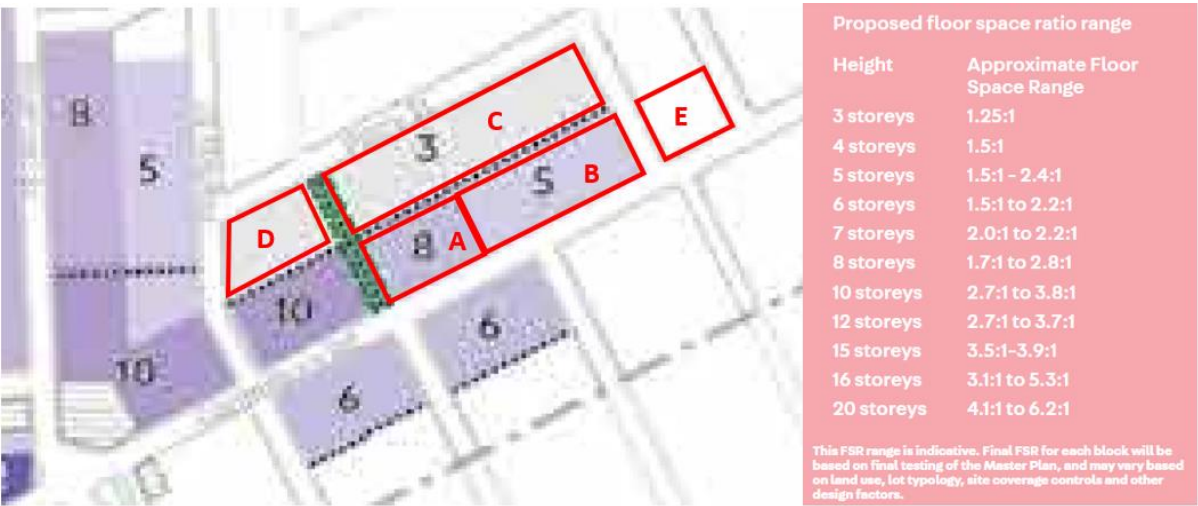 8
5
10
3
C
E
5
B
D
8
A
10
6
6
Proposed floor space ratio range
Height Approximate Floor
Space Range
3 storeys 1.25:1
4 storeys 1.5:1
5 storeys 1.5:1 - 2.4:1
6 storeys 1.5:1 to 2.2:1
7 storeys 2.0:1 to 2.2:1
8 storeys 1.7:1 to 2.8:1
10 storeys 2.7:1 to 3.8:1
12 storeys 2.7:1 to 3.7:1
15 storeys 3.5:1-3.9:1
16 storeys 3.1:1 to 5.3:1
20 storeys 4.1:1 to 6.2:1
This FSR range is indicative. Final FSR for each block will be
based on final testing of the Master Plan, and may vary based
on land use, lot typology, site coverage controls and other
design factors.